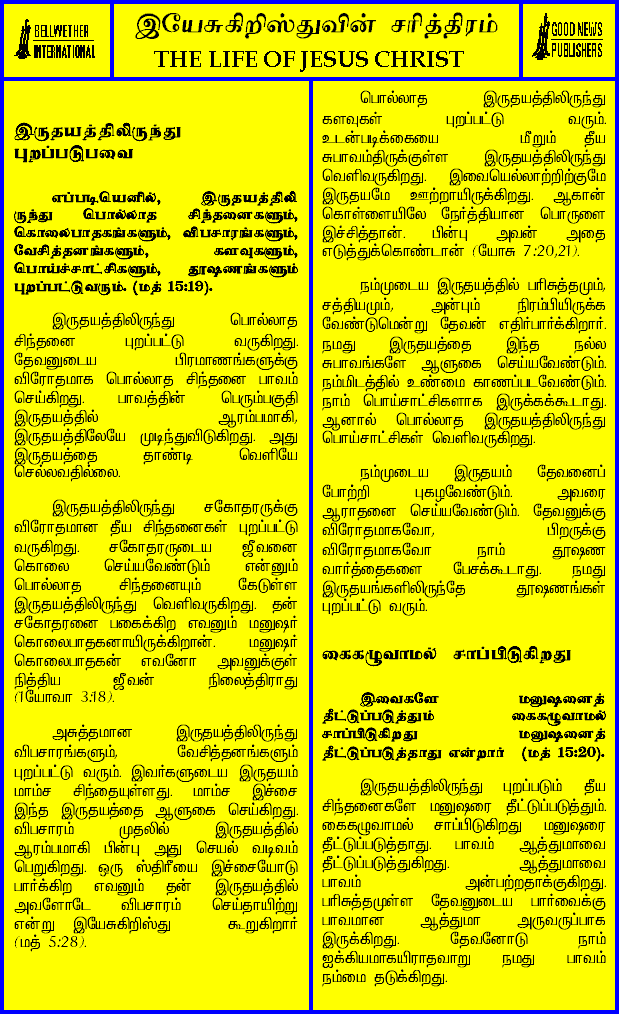 BELLWETHER
INTERNATIONAL
இயேசுகிறிஸ்துவின் சரித்திரம்
THE LIFE OF JESUS CHRIST
GOOD NEWS
PUBLISHERS
இருதயத்திலிருந்து
புறப்படுபவை
எப்படியெனில், இருதயத்திலி
ருந்து பொல்லாத சிந்தனைகளும்,
கொலைபாதகங்களும், விபசாரங்களும்,
வேசித்தனங்களும், களவுகளும்,
பொய்ச்சாட்சிகளும், தூஷணங்களும்
புறப்பட்டுவரும். (மத் 15:19).
இருதயத்திலிருந்து பொல்லாத
சிந்தனை புறப்பட்டு வருகிறது.
தேவனுடைய பிரமாணங்களுக்கு
விரோதமாக பொல்லாத சிந்தனை பாவம்
செய்கிறது. பாவத்தின் பெரும்பகுதி
இருதயத்தில் ஆரம்பமாகி,
இருதயத்திலேயே முடிந்துவிடுகிறது. அது
இருதயத்தை தாண்டி வெளியே
செல்லவதில்லை.
இருதயத்திலிருந்து சகோதரருக்கு
விரோதமான தீய சிந்தனைகள் புறப்பட்டு
வருகிறது. சகோதரருடைய ஜீவனை
கொலை செய்யவேண்டும் என்னும்
பொல்லாத சிந்தனையும் கேடுள்ள
இருதயத்திலிருந்து வெளிவருகிறது. தன்
சகோதரனை பகைக்கிற எவனும் மனுஷர்
கொலைபாதகனாயிருக்கிறான். மனுஷர்
கொலைபாதகன் எவனோ அவனுக்குள்
நித்திய ஜீவன் நிலைத்திராது
(1யோவா 3:18).
அசுத்தமான இருதயத்திலிருந்து
விபசாரங்களும், வேசித்தனங்களும்
புறப்பட்டு வரும். இவர்களுடைய இருதயம்
மாம்ச சிந்தையுள்ளது. மாம்ச இச்சை
இந்த இருதயத்தை ஆளுகை செய்கிறது.
விபசாரம் முதலில் இருதயத்தில்
ஆரம்பமாகி பின்பு அது செயல் வடிவம்
பெறுகிறது. ஒரு ஸ்திரீயை இச்சையோடு
பார்க்கிற எவனும் தன் இருதயத்தில்
அவளோடே விபசாரம் செய்தாயிற்று
என்று இயேசுகிறிஸ்து கூறுகிறார்
(மத் 5:28).
பொல்லாத இருதயத்திலிருந்து
களவுகள் புறப்பட்டு வரும்.
உடன்படிக்கையை மீறும் தீய
சுபாவம்திருக்குள்ள இருதயத்திலிருந்து
வெளிவருகிறது. இவையெல்லாற்றிற்குமே
இருதயமே ஊற்றாயிருக்கிறது. ஆகான்
கொள்ளையிலே நேர்த்தியான பொருளை
இச்சித்தான். பின்பு அவன் அதை
எடுத்துக்கொண்டான் (யோசு 7:20,21).
நம்முடைய இருதயத்தில் பரிசுத்தமும்,
சத்தியமும், அன்பும் நிரம்பியிருக்க
வேண்டுமென்று தேவன் எதிர்பார்க்கிறார்.
நமது இருதயத்தை இந்த நல்ல
சுபாவங்களே ஆளுகை செய்யவேண்டும்.
நம்மிடத்தில் உண்மை காணப்படவேண்டும்.
நாம் பொய்சாட்சிகளாக இருக்கக்கூடாது.
ஆனால் பொல்லாத இருதயத்திலிருந்து
பொய்சாட்சிகள் வெளிவருகிறது.
நம்முடைய இருதயம் தேவனைப்
போற்றி புகழவேண்டும். அவரை
ஆராதனை செய்யவேண்டும். தேவனுக்கு
விரோதமாகவோ, பிறருக்கு
விரோதமாகவோ நாம் தூஷண
வார்த்தைகளை பேசக்கூடாது. நமது
இருதயங்களிலிருந்தே தூஷணங்கள்
புறப்பட்டு வரும்.
கைகழுவாமல் சாப்பிடுகிறது
இவைகளே மனுஷனைத்
தீட்டுப்படுத்தும் கைகழுவாமல்
சாப்பிடுகிறது மனுஷனைத்
தீட்டுப்படுத்தாது என்றார் (மத் 15:20).
இருதயத்திலிருந்து புறப்படும் தீய
சிந்தனைகளே மனுஷரை தீட்டுப்படுத்தும்.
கைகழுவாமல் சாப்பிடுகிறது மனுஷரை
தீட்டுப்படுத்தாது. பாவம் ஆத்துமாவை
தீட்டுப்படுத்துகிறது. ஆத்துமாவை
பாவம் அன்பற்றதாக்குகிறது.
பரிசுத்தமுள்ள தேவனுடைய பார்வைக்கு
பாவமான ஆத்துமா அருவருப்பாக
இருக்கிறது. தேவனோடு நாம்
ஐக்கியமாகயிராதவாறு நமது பாவம்
நம்மை தடுக்கிறது.